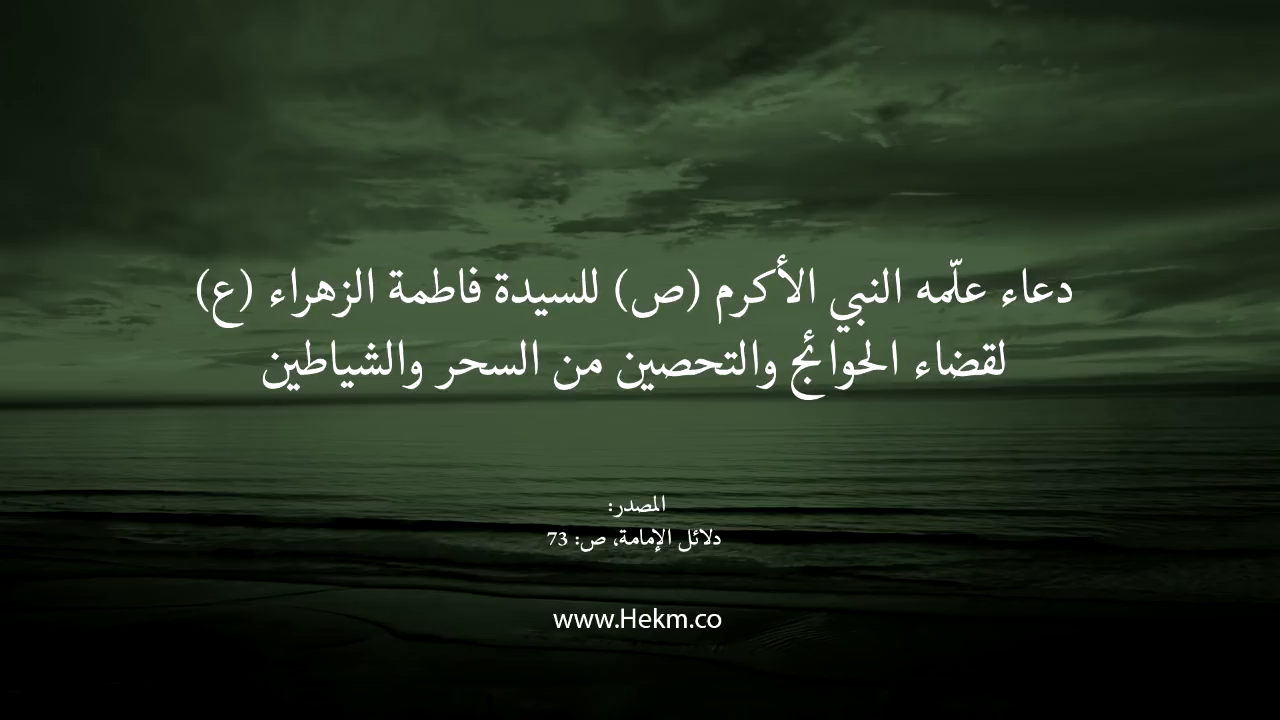 دعاء علّمه النبي الأكرم (ص) للسيدة فاطمة الزهراء (ع)
لقضاء الحوائج والتحصين من السحر والشياطين
المصدر:
دلائل الإمامة، ص: 73
www.Hekm.co